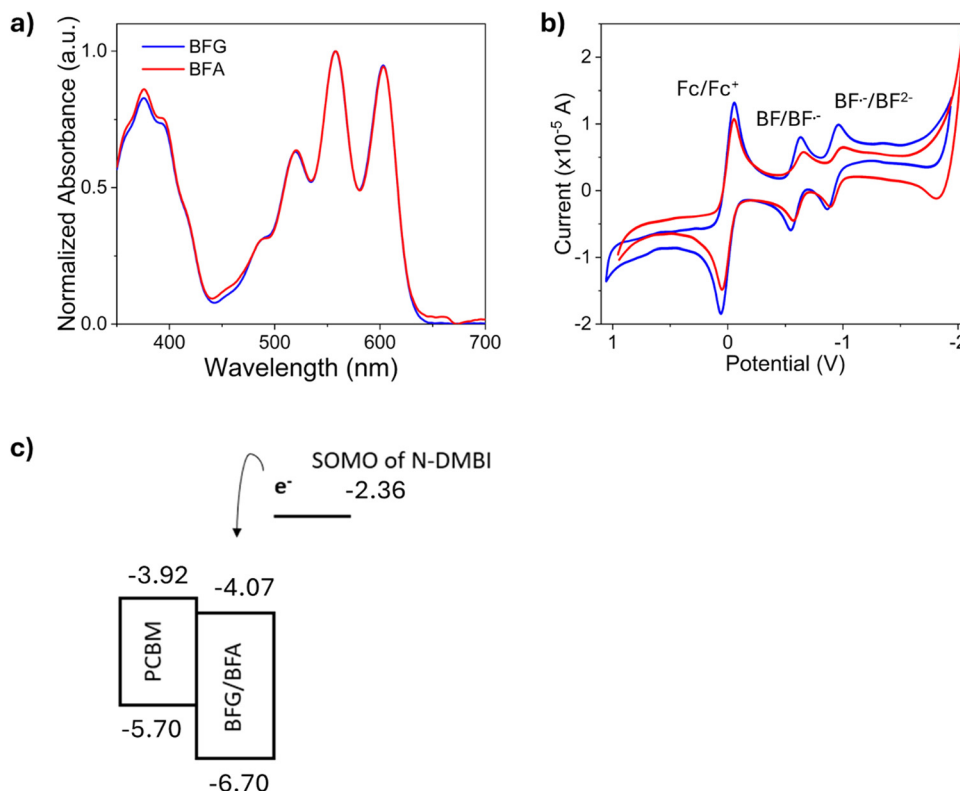 a)
BFG
BFA
Normalized Absorbance (a.u.)
1.0
0.5
0.0
400
500
600
700
Wavelength (nm)
b)
Fc/Fc⁺
BF/BF·⁻
BF·⁻/BF²⁻
Current (x10⁻⁵ A)
2
1
0
-1
-2
1
0
-1
-2
Potential (V)
c)
SOMO of N-DMBI
e⁻
-2.36
-3.92
-4.07
PCBM
BFG/BFA
-5.70
-6.70